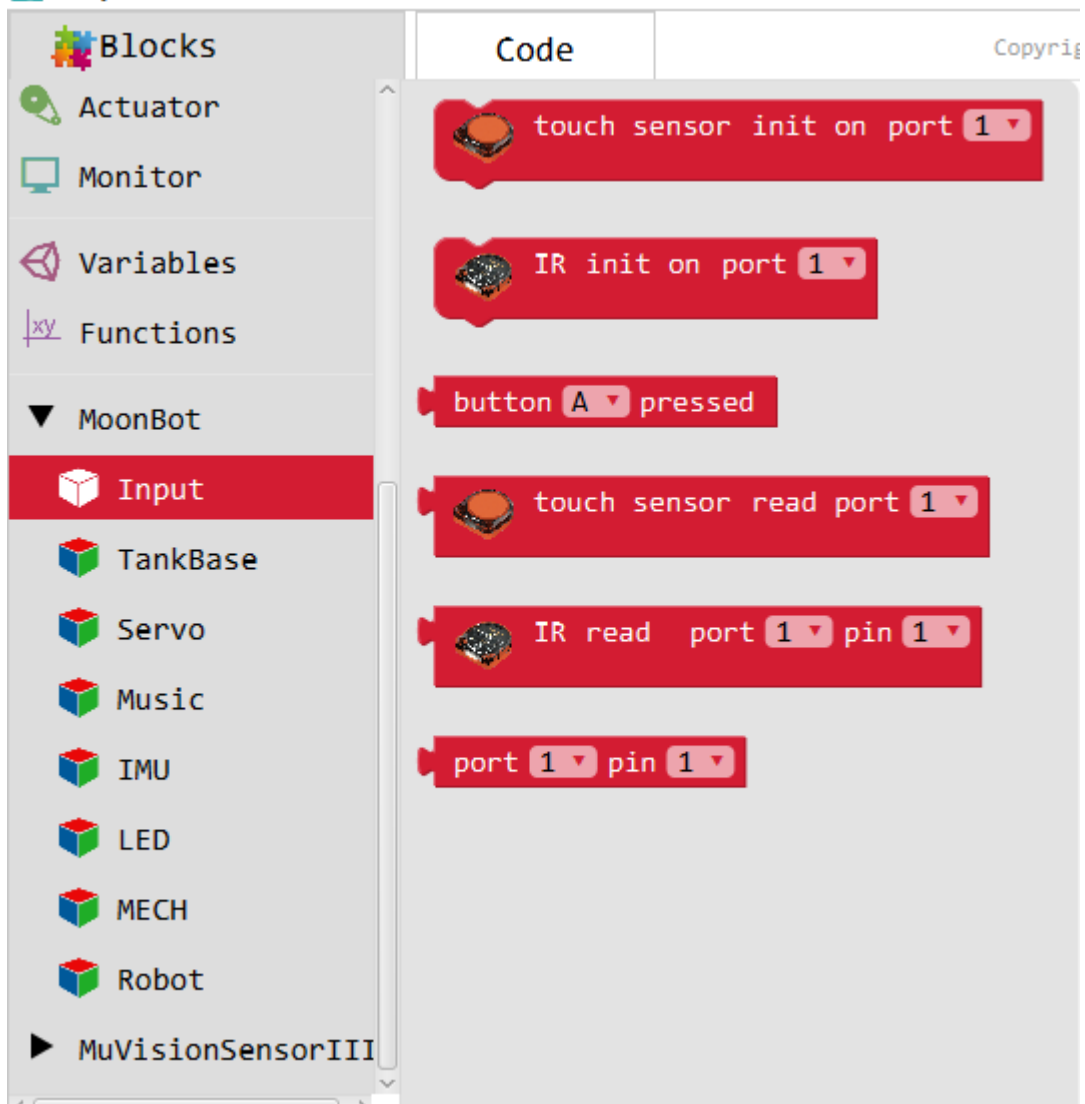 Blocks
Code
Actuator
Monitor
Variables
xy Functions
MoonBot
Input
TankBase
Servo
Music
IMU
LED
MECH
Robot
MuVisionSensorIII
touch sensor init on port 1
IR init on port 1
button A pressed
touch sensor read port 1
IR read port 1 pin 1
port 1 pin 1